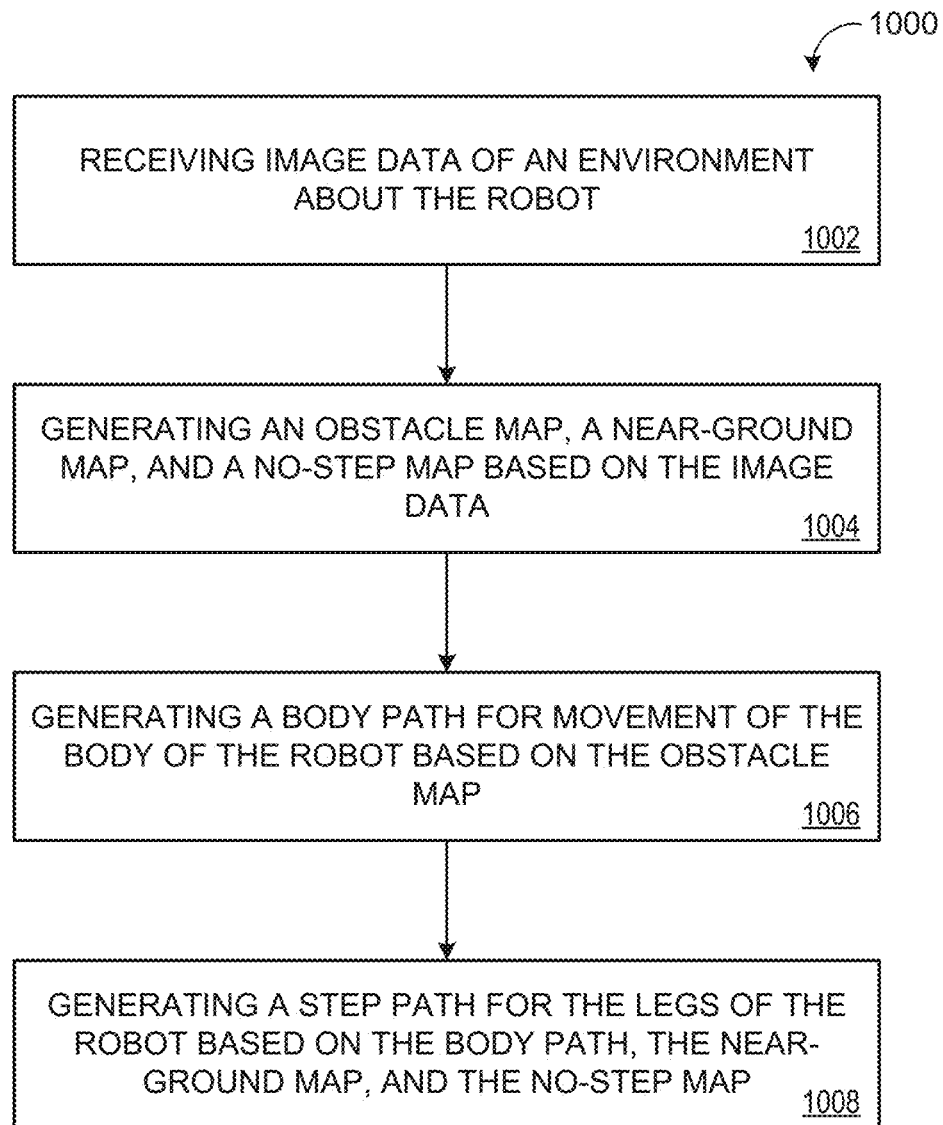 1000
RECEIVING IMAGE DATA OF AN ENVIRONMENT
ABOUT THE ROBOT
1002
GENERATING AN OBSTACLE MAP, A NEAR-GROUND
MAP, AND A NO-STEP MAP BASED ON THE IMAGE
DATA
1004
GENERATING A BODY PATH FOR MOVEMENT OF THE
BODY OF THE ROBOT BASED ON THE OBSTACLE
MAP
1006
GENERATING A STEP PATH FOR THE LEGS OF THE
ROBOT BASED ON THE BODY PATH, THE NEAR-
GROUND MAP, AND THE NO-STEP MAP
1008